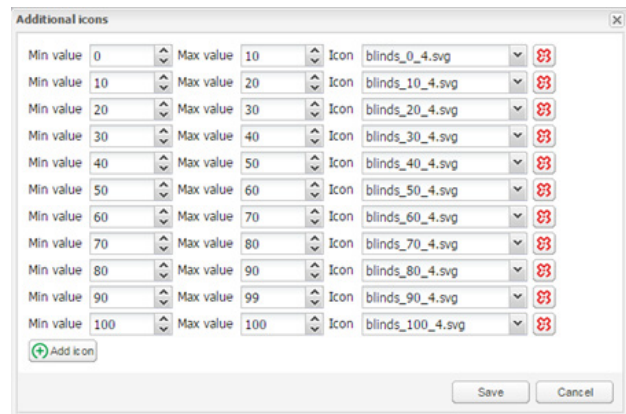 Additional icons
Min value 0 Max value 10 Icon blinds_0_4.svg
Min value 10 Max value 20 Icon blinds_10_4.svg
Min value 20 Max value 30 Icon blinds_20_4.svg
Min value 30 Max value 40 Icon blinds_30_4.svg
Min value 40 Max value 50 Icon blinds_40_4.svg
Min value 50 Max value 60 Icon blinds_50_4.svg
Min value 60 Max value 70 Icon blinds_60_4.svg
Min value 70 Max value 80 Icon blinds_70_4.svg
Min value 80 Max value 90 Icon blinds_80_4.svg
Min value 90 Max value 99 Icon blinds_90_4.svg
Min value 100 Max value 100 Icon blinds_100_4.svg
Add icon
Save Cancel